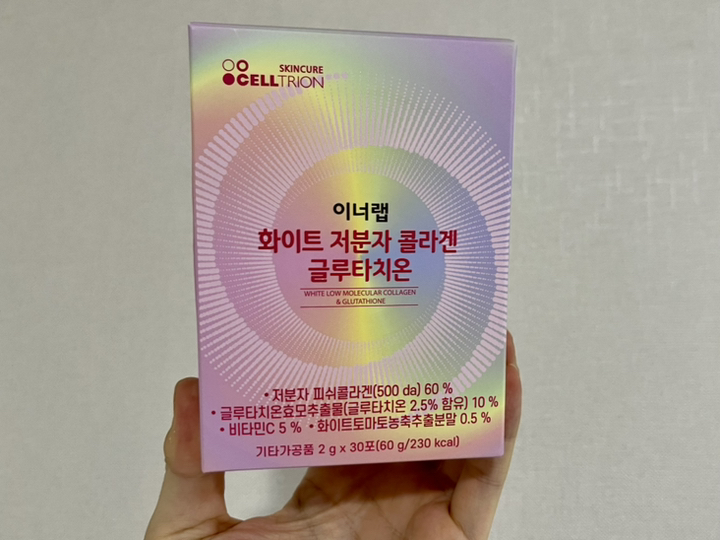 SKINCURE
CELLTRION
이너랩
화이트 저분자 콜라겐
글루타치온
WHITE LOW MOLECULAR COLLAGEN
& GLUTATHIONE
• 저분자 피쉬콜라겐(500 da) 60 %
• 글루타치온효모추출물(글루타치온 2.5% 함유) 10 %
• 비타민C 5 % • 화이트토마토농축추출분말 0.5 %
기타가공품 2 g x 30포(60 g/230 kcal)